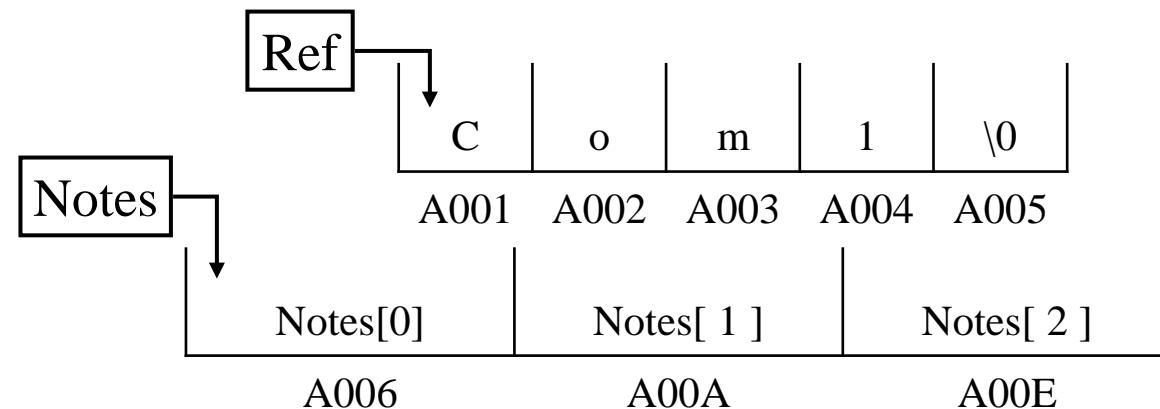 Ref
C o m 1 \0
A001 A002 A003 A004 A005
Notes
Notes[0] Notes[ 1 ] Notes[ 2 ]
A006 A00A A00E